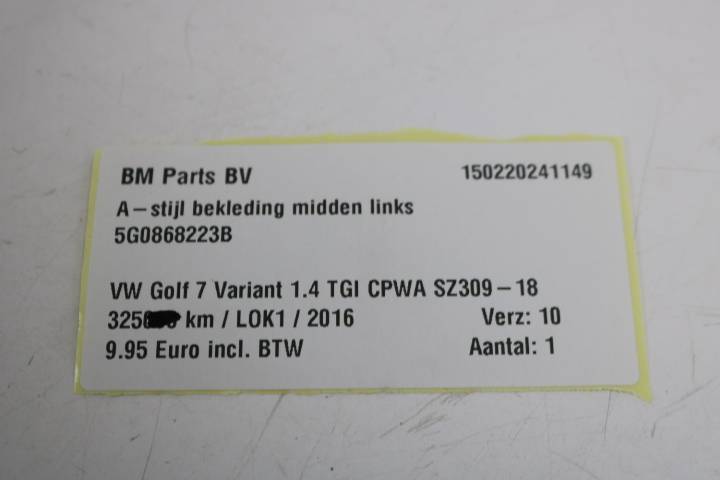 BM Parts BV 150220241149
A-stijl bekleding midden links
5G0868223B
VW Golf 7 Variant 1.4 TGI CPWA SZ309-18
km / LOK1 / 2016 Verz: 10
9.95 Euro incl. BTW Aantal: 1